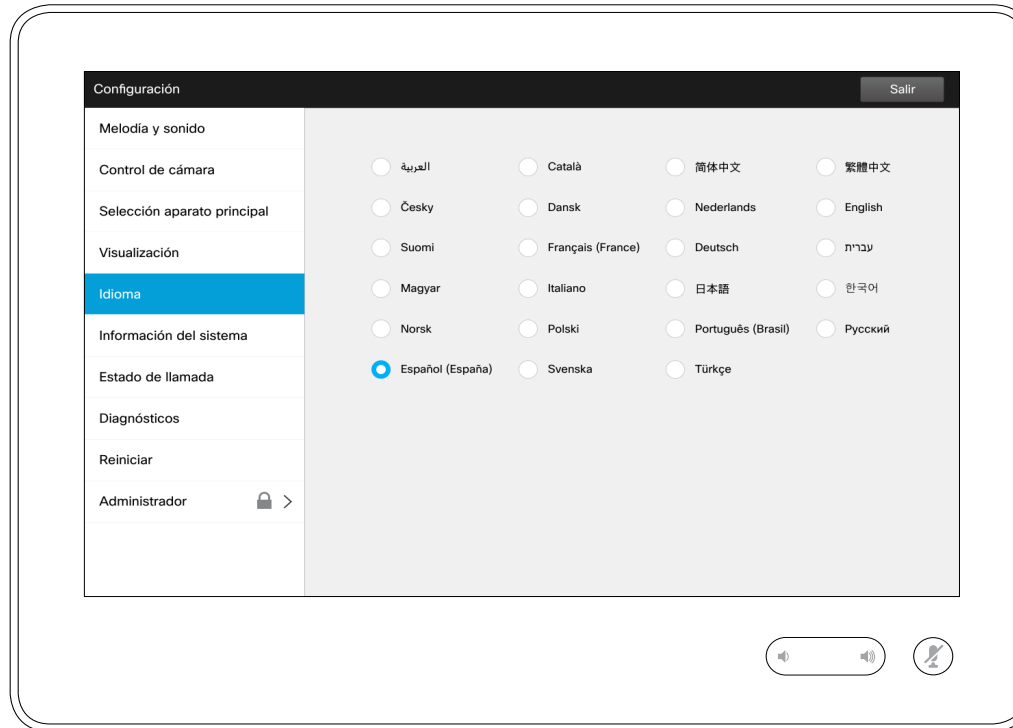 Configuración
Salir
Melodía y sonido
Control de cámara
Selección aparato principal
Visualización
Idioma
Información del sistema
Estado de llamada
Diagnósticos
Reiniciar
Administrador
العربية Català 简体中文 繁體中文
Česky Dansk Nederlands English
Suomi Français (France) Deutsch עברית
Magyar Italiano 日本語 한국어
Norsk Polski Português (Brasil) Русский
Español (España) Svenska Türkçe